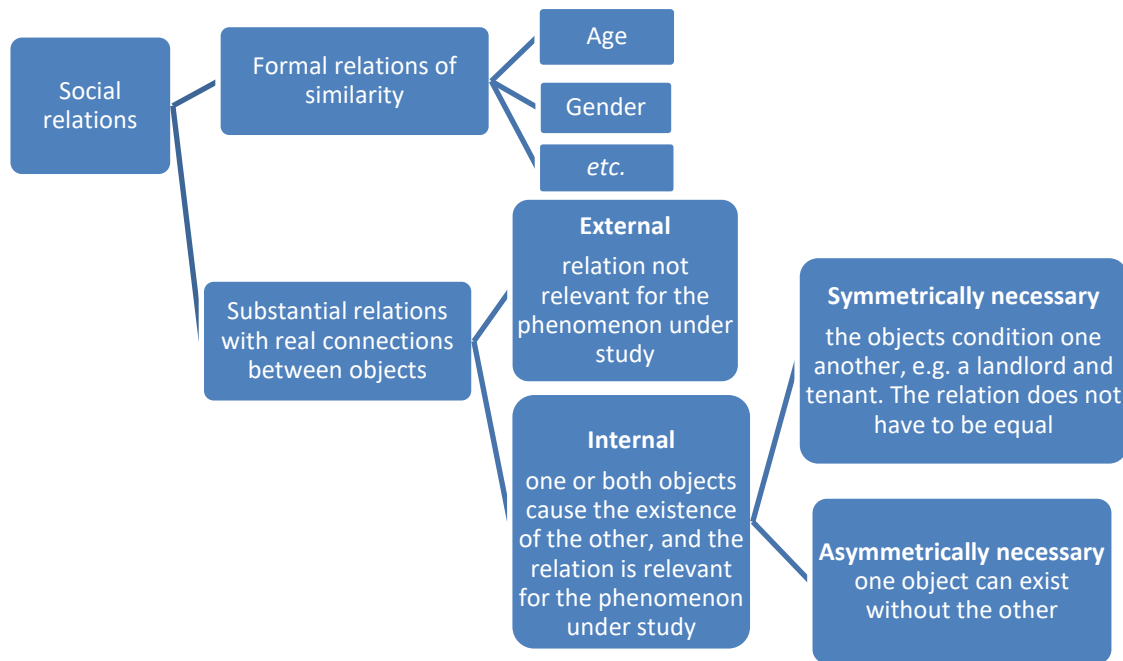 Social
relations
Formal relations of
similarity
Age
Gender
etc.
Substantial relations
with real connections
between objects
External
relation not
relevant for the
phenomenon under
study
Internal
one or both objects
cause the existence
of the other, and the
relation is relevant
for the phenomenon
under study
Symmetrically necessary
the objects condition one
another, e.g. a landlord and
tenant. The relation does not
have to be equal
Asymmetrically necessary
one object can exist
without the other